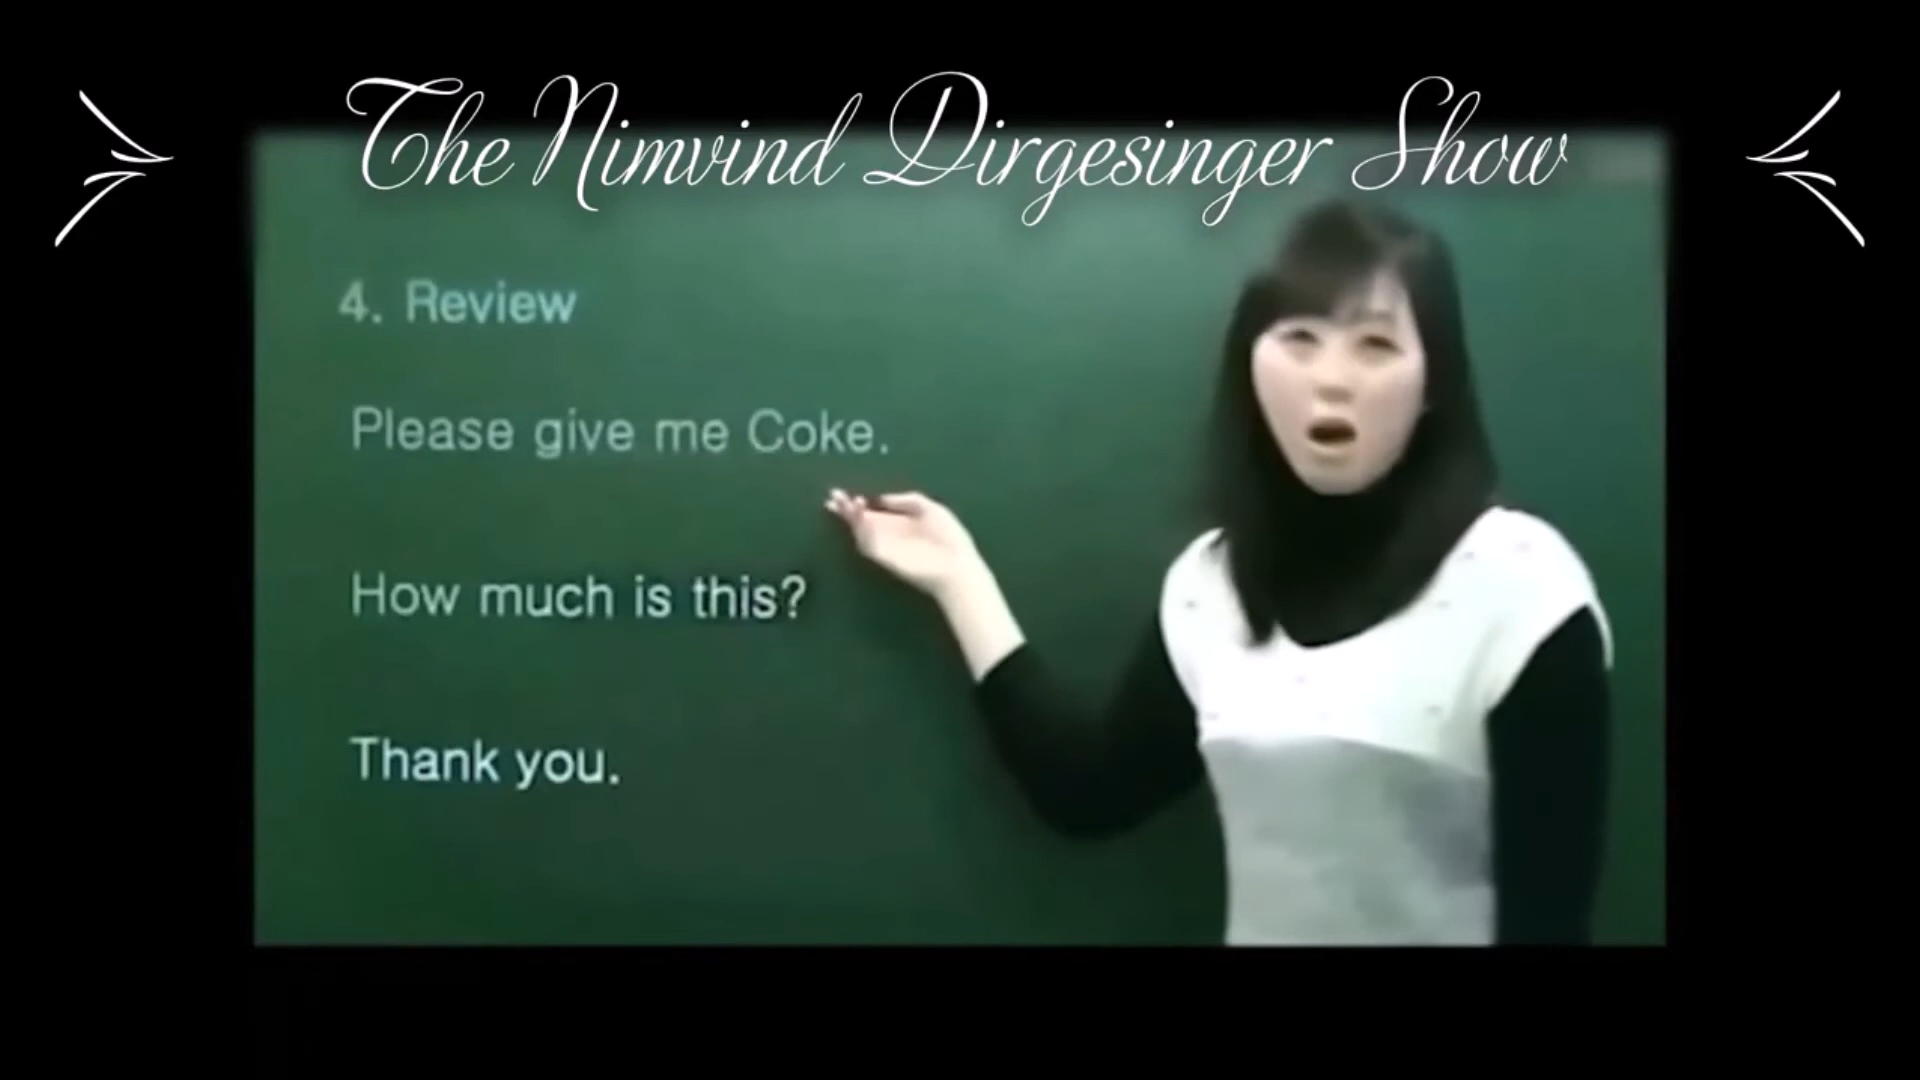 The Nimvind Dirgesinger Show
4. Review
Please give me Coke.
How much is this?
Thank you.